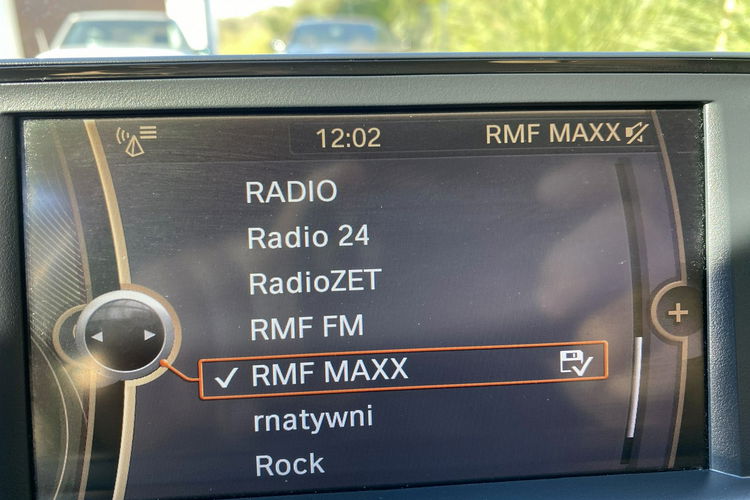 12:02 RMF MAXX
RADIO
Radio 24
RadioZET
RMF FM
RMF MAXX
rnatywni
Rock